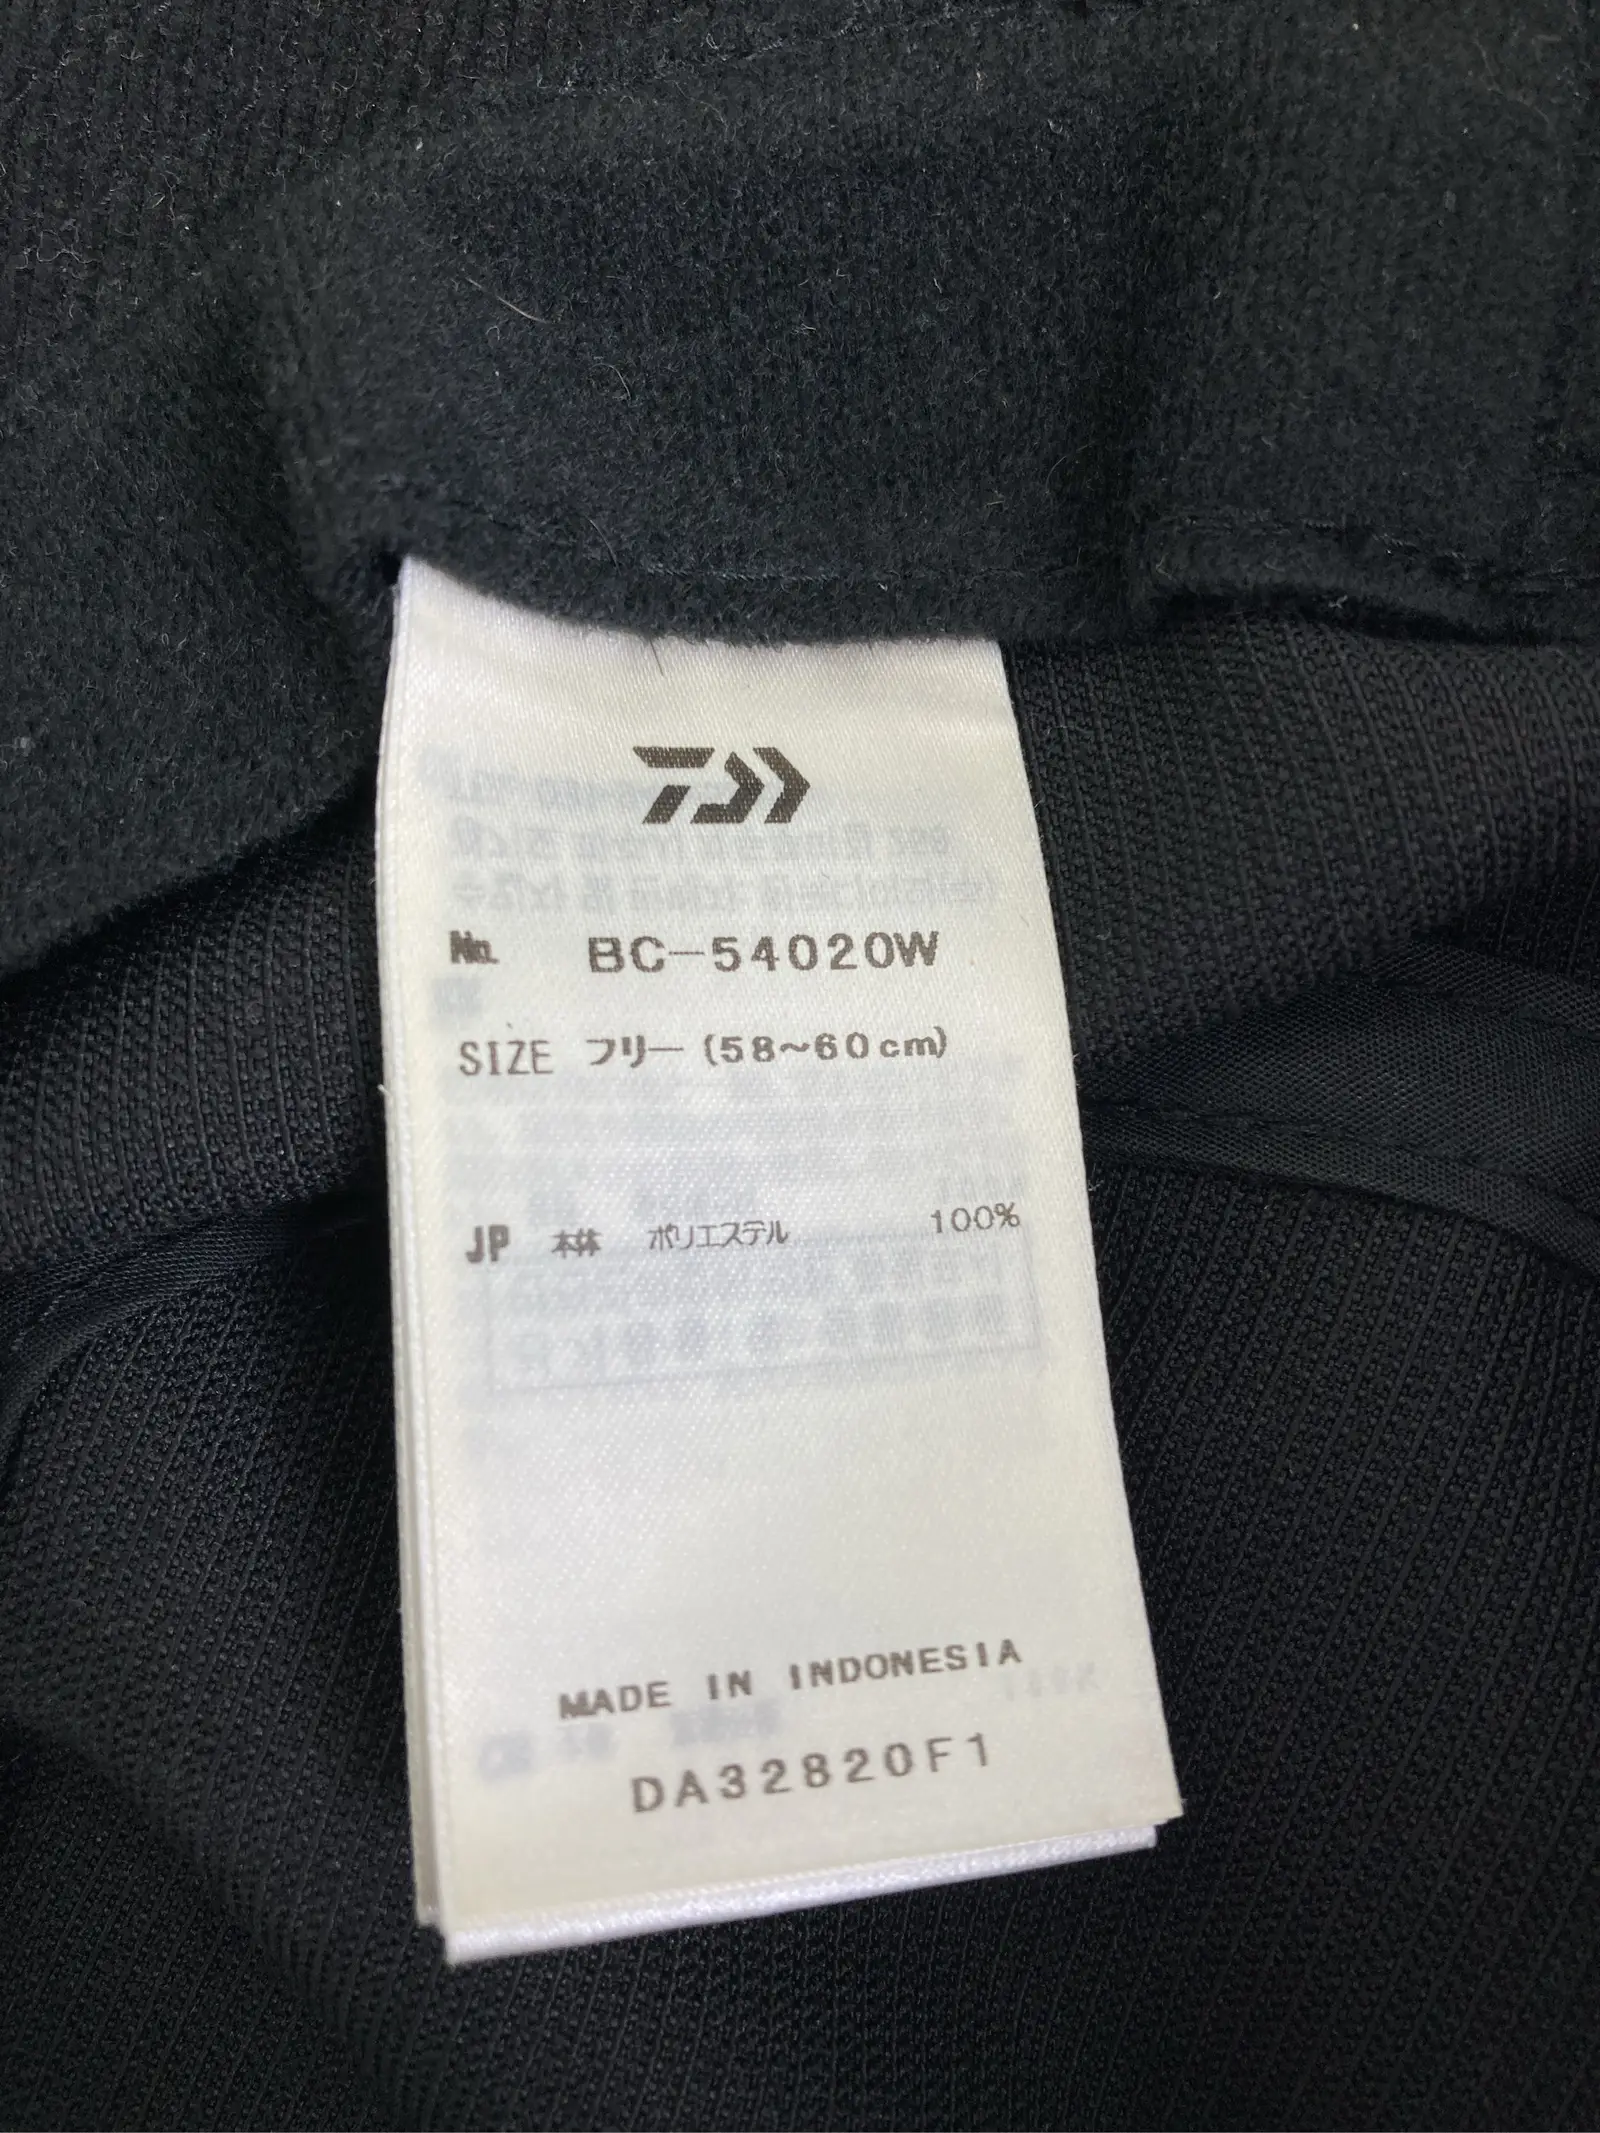 No. BC-54020W
SIZE フリー (58~60cm)
JP 本体 ポリエステル 100%
MADE IN INDONESIA
DA32820F1